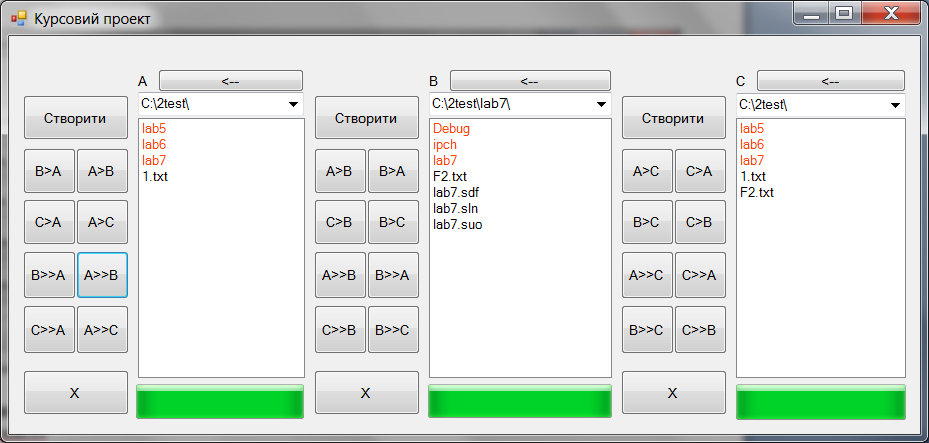 Курсовий проект
A <--
C:\2test\
Створити
B>A A>B
C>A A>C
B>>A A>>B
C>>A A>>C
X
lab5
lab6
lab7
1.txt
B <--
C:\2test\lab7\
Створити
A>B B>A
C>B B>C
A>>B B>>A
C>>B B>>C
X
Debug
ipch
lab7
F2.txt
lab7.sdf
lab7.sln
lab7.suo
C <--
C:\2test\
Створити
A>C C>A
B>C C>B
A>>C C>>A
B>>C C>>B
X
lab5
lab6
lab7
1.txt
F2.txt